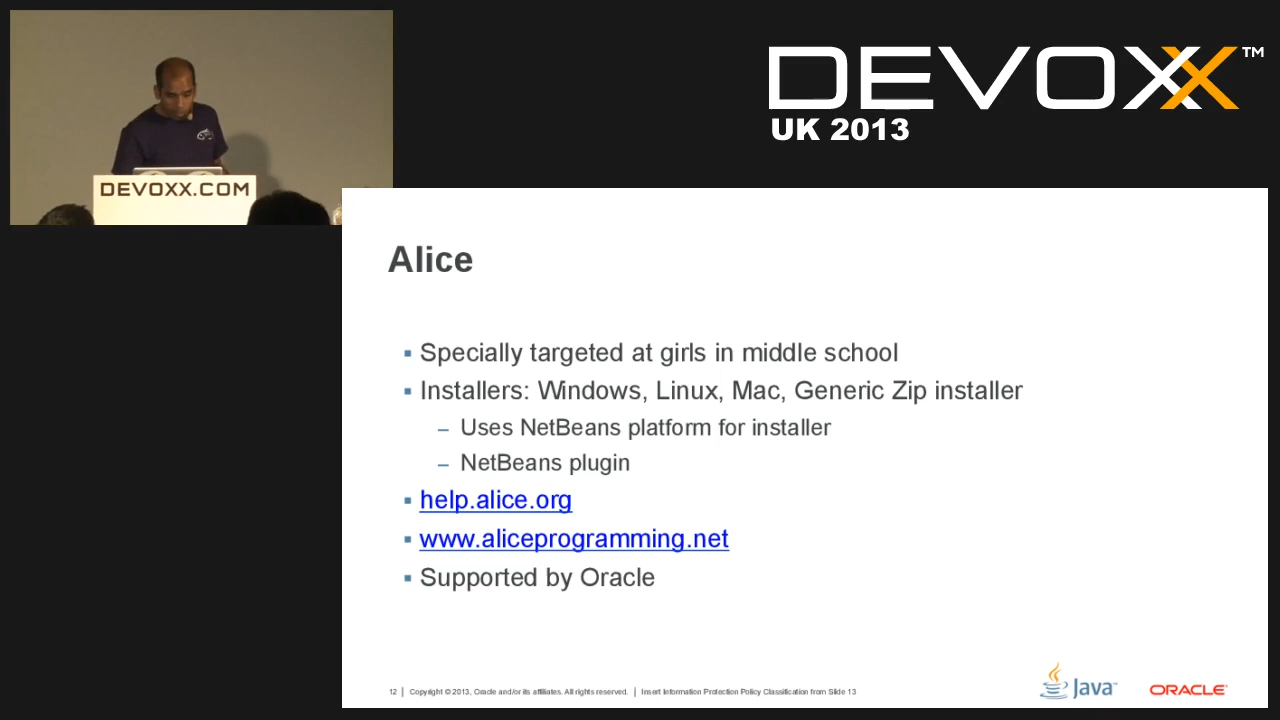 DEVOXX™
UK 2013
DEVOXX.COM
Alice
Specially targeted at girls in middle school
Installers: Windows, Linux, Mac, Generic Zip installer
– Uses NetBeans platform for installer
– NetBeans plugin
help.alice.org
www.aliceprogramming.net
Supported by Oracle
12 | Copyright © 2013, Oracle and/or its affiliates. All rights reserved. | Insert Information Protection Policy Classification from Slide 13
Java™
ORACLE